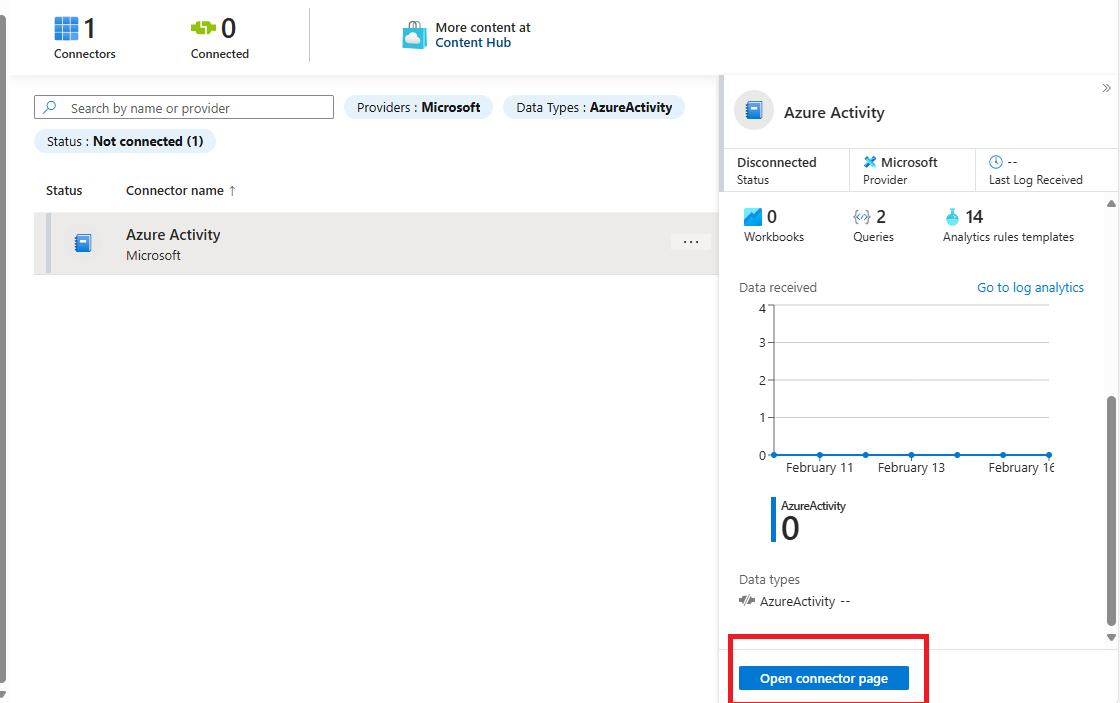 1
Connectors
0
Connected
More content at
Content Hub
Search by name or provider
Providers : Microsoft
Data Types : AzureActivity
Status : Not connected (1)
Status
Connector name ↑
Azure Activity
Microsoft
...
»
Azure Activity
Disconnected
Status
Microsoft
Provider
--
Last Log Received
0
Workbooks
2
Queries
14
Analytics rules templates
Data received
Go to log analytics
4
3
2
1
0
February 11
February 13
February 16
AzureActivity
0
Data types
AzureActivity --
Open connector page